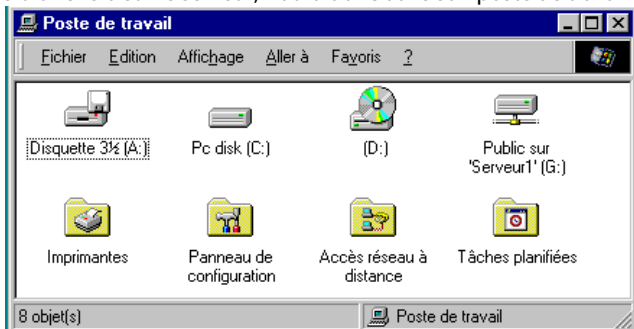 Poste de travail
Fichier Edition Affichage Aller à Favoris ?
Disquette 3½ (A:) Pc disk (C:) (D:) Public sur
'Serveur1' (G:)
Imprimantes Panneau de Accès réseau à Tâches planifiées
configuration distance
8 objet(s) Poste de travail